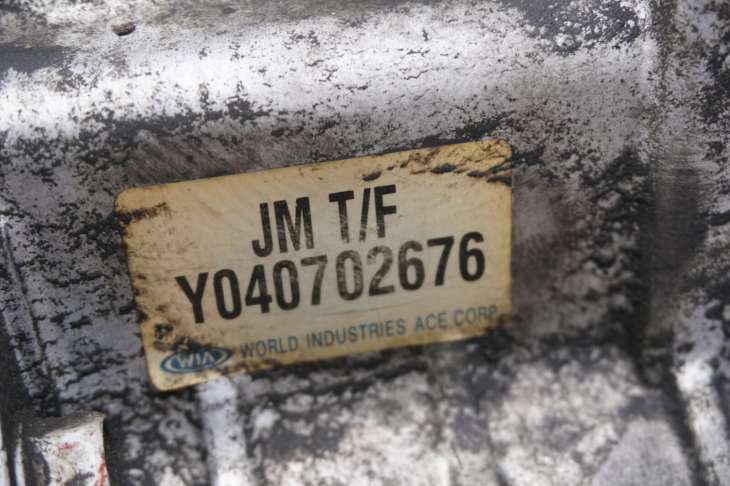 JM T/F
Y040702676
WIA WORLD INDUSTRIES ACE CORP.